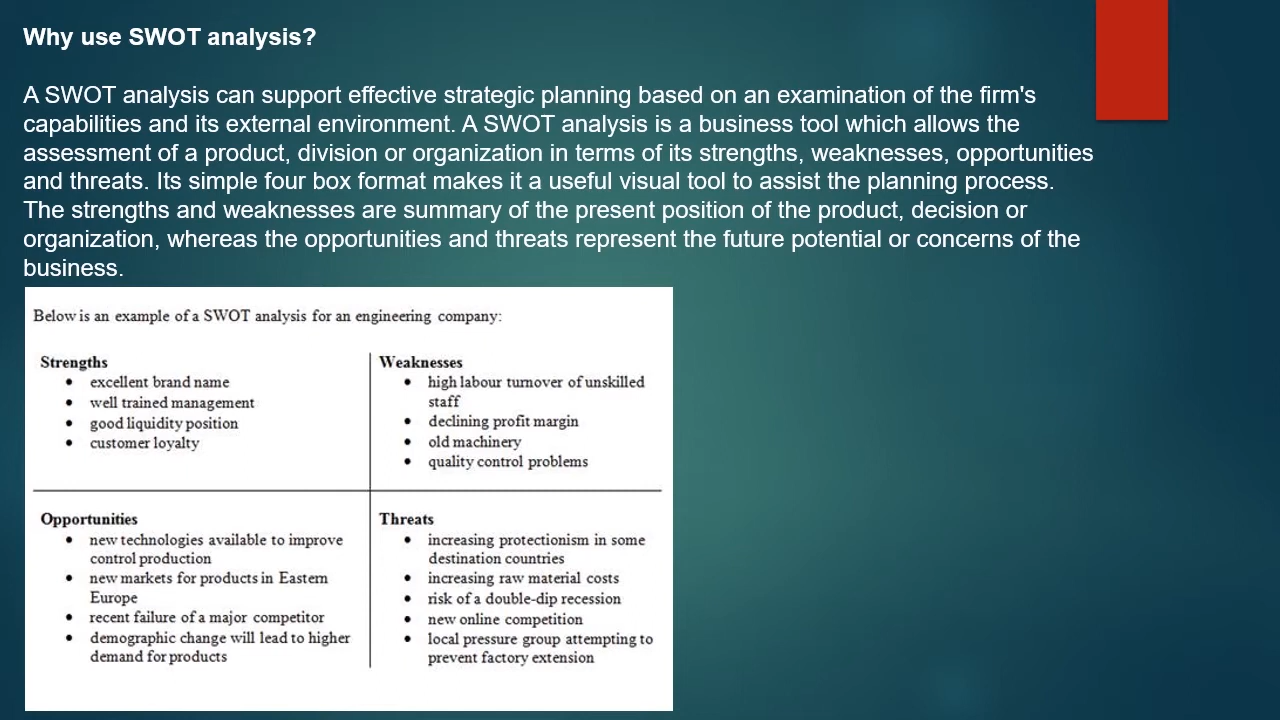 Why use SWOT analysis?
A SWOT analysis can support effective strategic planning based on an examination of the firm's
capabilities and its external environment. A SWOT analysis is a business tool which allows the
assessment of a product, division or organization in terms of its strengths, weaknesses, opportunities
and threats. Its simple four box format makes it a useful visual tool to assist the planning process.
The strengths and weaknesses are summary of the present position of the product, decision or
organization, whereas the opportunities and threats represent the future potential or concerns of the
business.
Below is an example of a SWOT analysis for an engineering company:
Strengths
• excellent brand name
• well trained management
• good liquidity position
• customer loyalty
Weaknesses
• high labour turnover of unskilled
staff
• declining profit margin
• old machinery
• quality control problems
Opportunities
• new technologies available to improve
control production
• new markets for products in Eastern
Europe
• recent failure of a major competitor
• demographic change will lead to higher
demand for products
Threats
• increasing protectionism in some
destination countries
• increasing raw material costs
• risk of a double-dip recession
• new online competition
• local pressure group attempting to
prevent factory extension